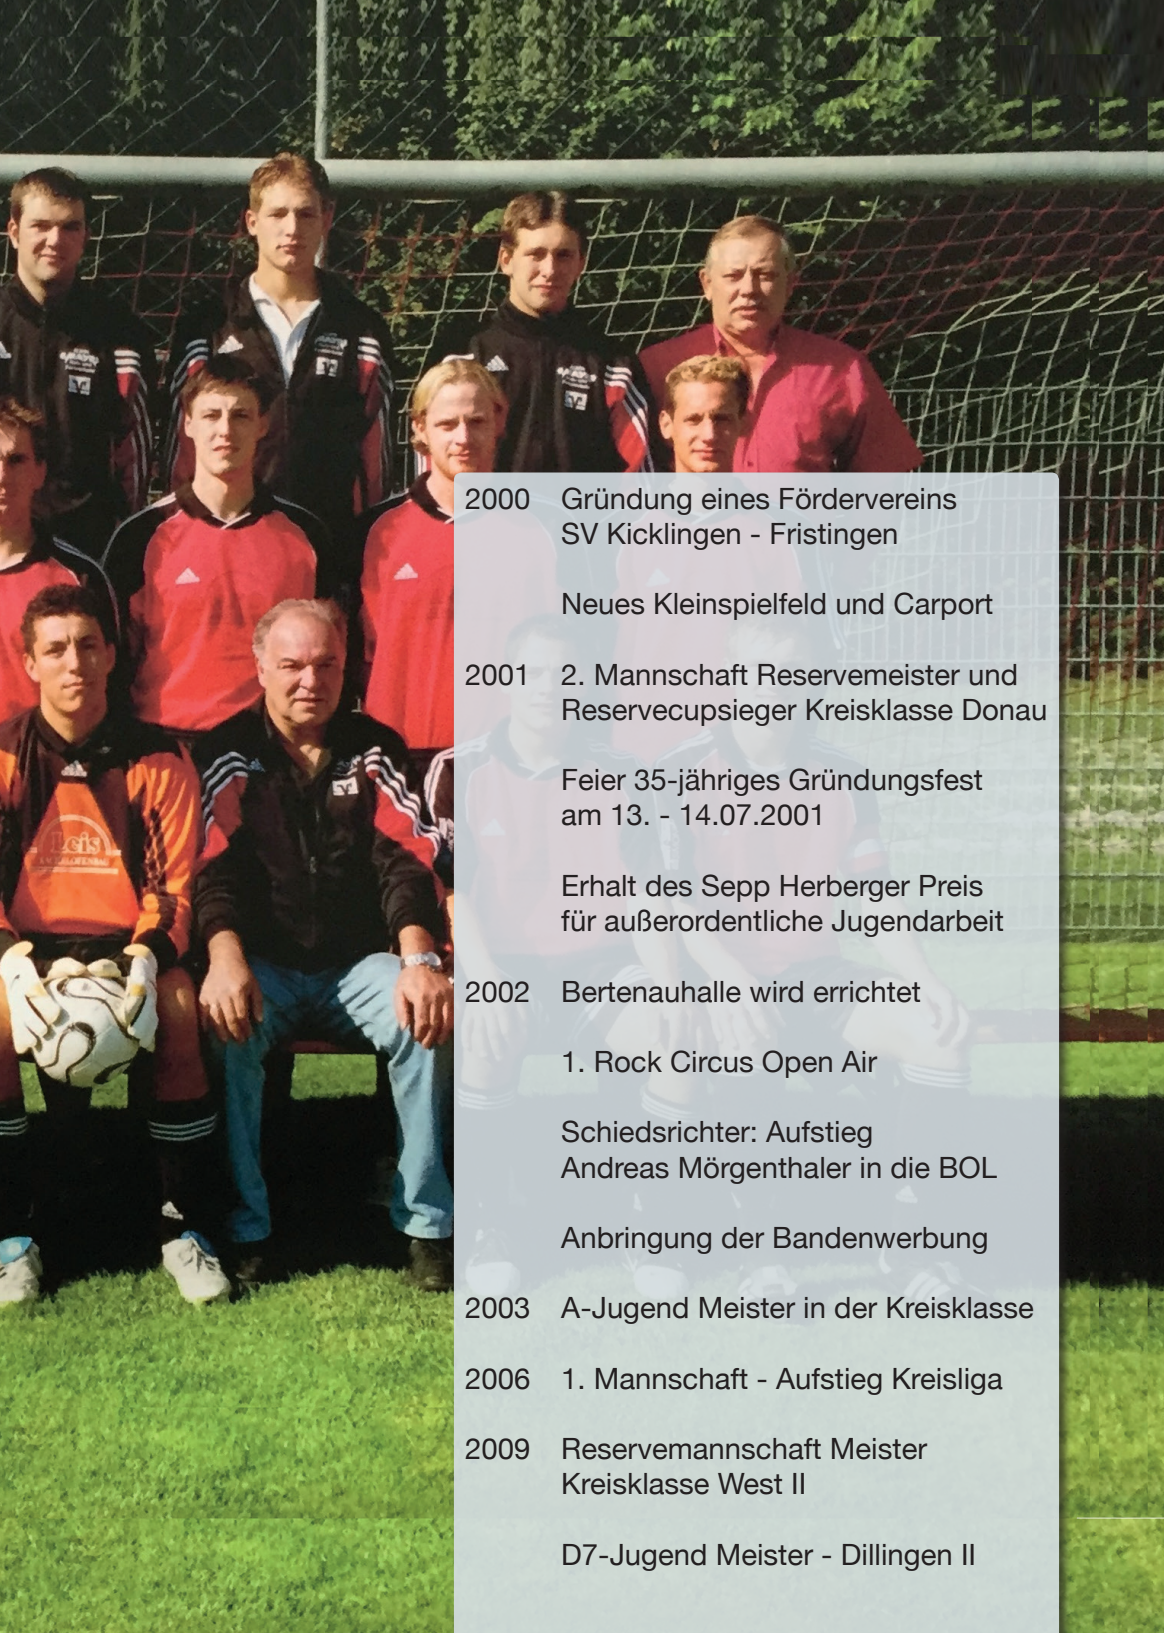 2000 Gründung eines Fördervereins
SV Kicklingen - Fristingen
Neues Kleinspielfeld und Carport
2001 2. Mannschaft Reservemeister und
Reservecupsieger Kreisklasse Donau
Feier 35-jähriges Gründungsfest
am 13. - 14.07.2001
Erhalt des Sepp Herberger Preis
für außerordentliche Jugendarbeit
2002 Bertenauhalle wird errichtet
1. Rock Circus Open Air
Schiedsrichter: Aufstieg
Andreas Mörgenthaler in die BOL
Anbringung der Bandenwerbung
2003 A-Jugend Meister in der Kreisklasse
2006 1. Mannschaft - Aufstieg Kreisliga
2009 Reservemannschaft Meister
Kreisklasse West II
D7-Jugend Meister - Dillingen II
Leis